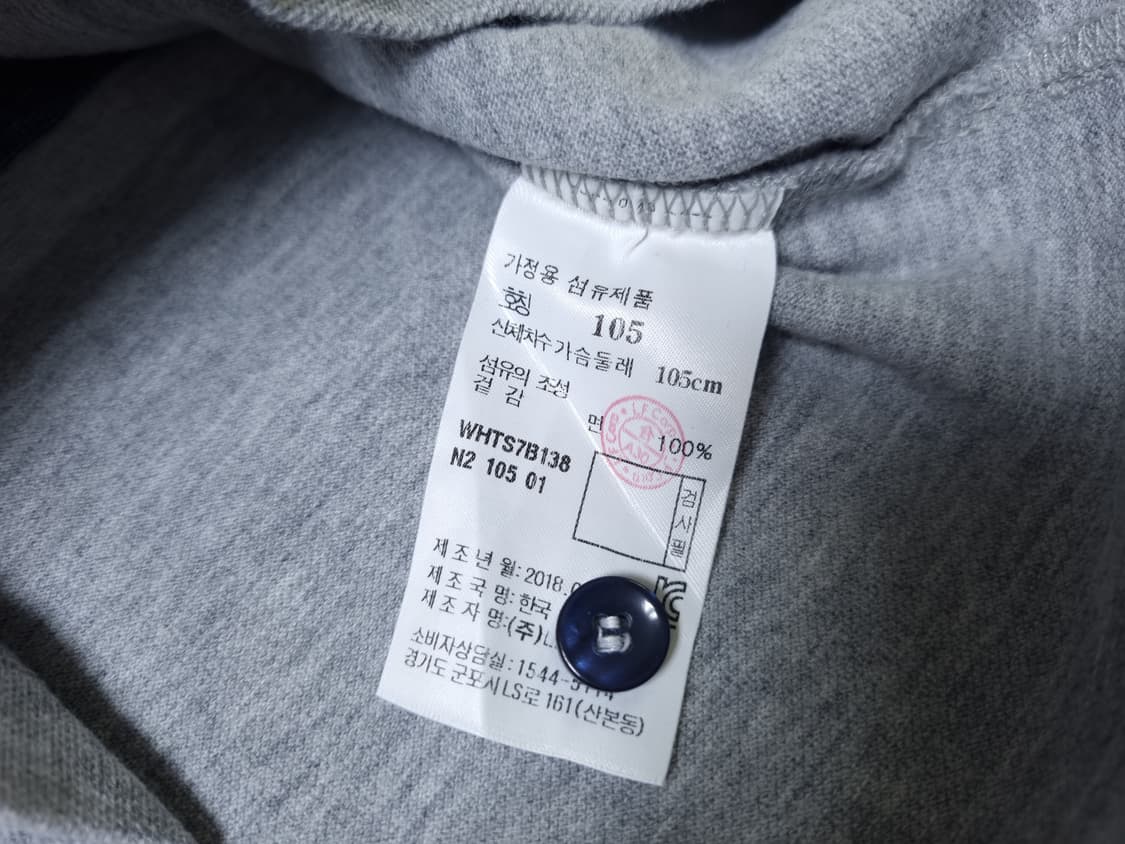 가정용 섬유제품
호칭 105
신체치수 가슴둘레 105cm
섬유의 조성
겉 감
면 100%
LF Corp
WHTS7B138
N2 105 01
검사필
제 조 년 월: 2018.
제 조 국 명: 한국
제 조 자 명:(주)
소비자상담실:1544-5114
경기도 군포시 LS로 161(산본동)